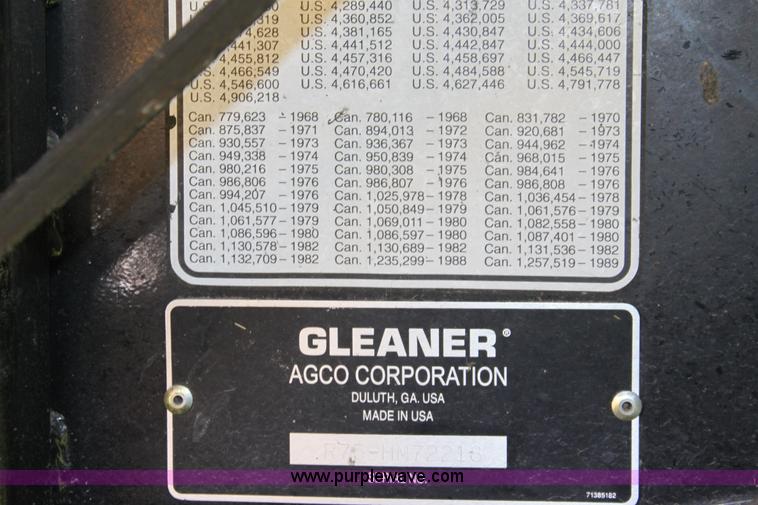 4,289,440 U.S. 4,313,729 U.S. 4,337,781
U.S. 4,360,852 U.S. 4,362,005 U.S. 4,369,617
U.S. 4,381,165 U.S. 4,430,847 U.S. 4,434,606
4,441,307 U.S. 4,441,512 U.S. 4,442,847 U.S. 4,444,000
4,455,812 U.S. 4,457,316 U.S. 4,458,697 U.S. 4,466,447
U.S. 4,466,549 U.S. 4,470,420 U.S. 4,484,588 U.S. 4,545,719
U.S. 4,546,600 U.S. 4,616,661 U.S. 4,627,446 U.S. 4,791,778
U.S. 4,906,218
Can. 779,623 - 1968 Can. 780,116 - 1968 Can. 831,782 - 1970
Can. 875,837 - 1971 Can. 894,013 - 1972 Can. 920,681 - 1973
Can. 930,557 - 1973 Can. 936,367 - 1973 Can. 944,962 - 1974
Can. 949,338 - 1974 Can. 950,839 - 1974 Can. 968,015 - 1975
Can. 980,216 - 1975 Can. 980,308 - 1975 Can. 984,641 - 1976
Can. 986,806 - 1976 Can. 986,807 - 1976 Can. 986,808 - 1976
Can. 994,207 - 1976 Can. 1,025,978 - 1978 Can. 1,036,454 - 1978
Can. 1,045,510 - 1979 Can. 1,050,849 - 1979 Can. 1,061,576 - 1979
Can. 1,061,577 - 1979 Can. 1,069,011 - 1980 Can. 1,082,558 - 1980
Can. 1,086,596 - 1980 Can. 1,086,597 - 1980 Can. 1,087,401 - 1980
Can. 1,130,578 - 1982 Can. 1,130,689 - 1982 Can. 1,131,536 - 1982
Can. 1,132,709 - 1982 Can. 1,235,299 - 1988 Can. 1,257,519 - 1989
GLEANER®
AGCO CORPORATION
DULUTH, GA. USA
MADE IN USA
www.purplewave.com
71385182